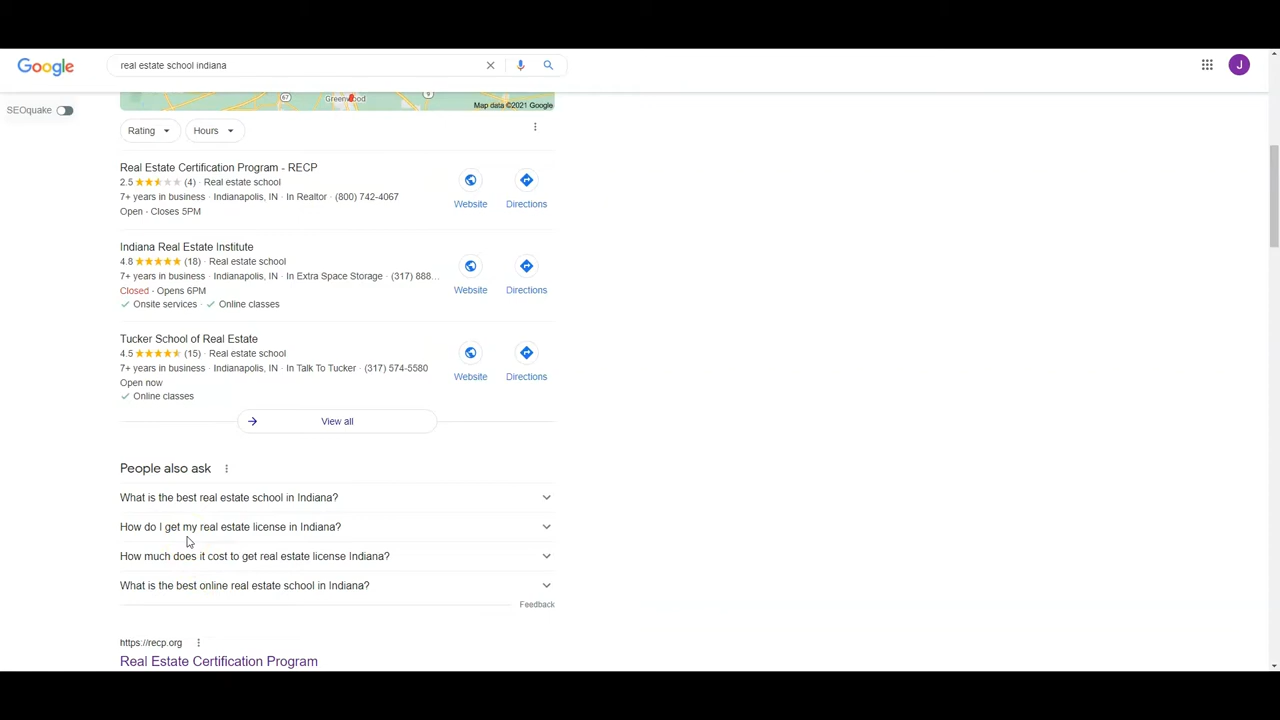 Google
real estate school indiana
J
SEOquake
67
Greenwood
9
Map data ©2021 Google
Rating
Hours
Real Estate Certification Program - RECP
2.5 (4) · Real estate school
7+ years in business · Indianapolis, IN · In Realtor · (800) 742-4067
Open · Closes 5PM
Website
Directions
Indiana Real Estate Institute
4.8 (18) · Real estate school
7+ years in business · Indianapolis, IN · In Extra Space Storage · (317) 888...
Closed · Opens 6PM
Onsite services · Online classes
Website
Directions
Tucker School of Real Estate
4.5 (15) · Real estate school
7+ years in business · Indianapolis, IN · In Talk To Tucker · (317) 574-5580
Open now
Online classes
Website
Directions
View all
People also ask
What is the best real estate school in Indiana?
How do I get my real estate license in Indiana?
How much does it cost to get real estate license Indiana?
What is the best online real estate school in Indiana?
Feedback
https://recp.org
Real Estate Certification Program